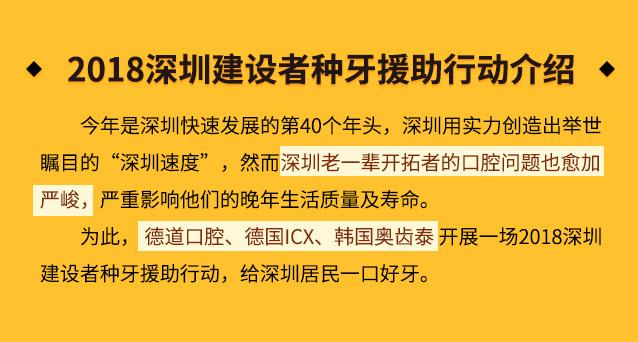 2018深圳建设者种牙援助行动介绍
今年是深圳快速发展的第40个年头，深圳用实力创造出举世
瞩目的“深圳速度”，然而深圳老一辈开拓者的口腔问题也愈加
严峻，严重影响他们的晚年生活质量及寿命。
为此，德道口腔、德国ICX、韩国奥齿泰开展一场2018深圳
建设者种牙援助行动，给深圳居民一口好牙。